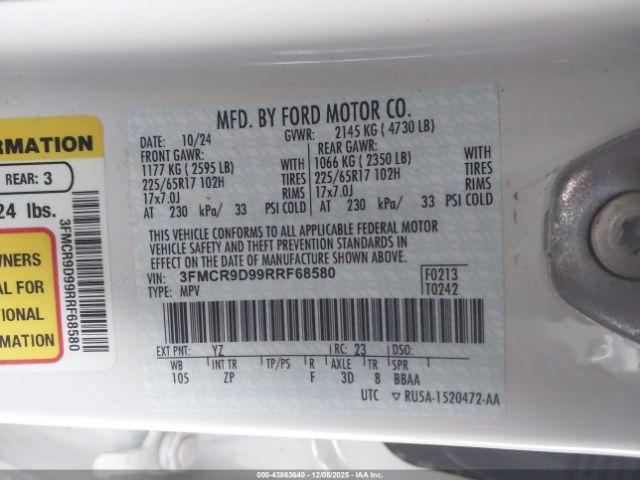 RMATION
REAR: 3
24 lbs.
3FMCR9D99RRF68580
WNERS
AL FOR
TIONAL
MATION
MFD. BY FORD MOTOR CO.
DATE: 10/24 GVWR: 2145 KG ( 4730 LB)
FRONT GAWR: REAR GAWR:
1177 KG ( 2595 LB) WITH 1066 KG ( 2350 LB) WITH
225/65R17 102H TIRES 225/65R17 102H TIRES
17x7.0J RIMS 17x7.0J RIMS
AT 230 kPa/ 33 PSI COLD AT 230 kPa/ 33 PSI COLD
THIS VEHICLE CONFORMS TO ALL APPLICABLE FEDERAL MOTOR
VEHICLE SAFETY AND THEFT PREVENTION STANDARDS IN
EFFECT ON THE DATE OF MANUFACTURE SHOWN ABOVE.
VIN: 3FMCR9D99RRF68580 F0213
TYPE: MPV T0242
EXT PNT: YZ RC: 23 DSO:
WB INT TR TP/PS R AXLE TR SPR
105 ZP F 3D 8 BBAA
UTC ▽ RU5A-1520472-AA
000-43863640 - 12/08/2025 - IAAI.COM